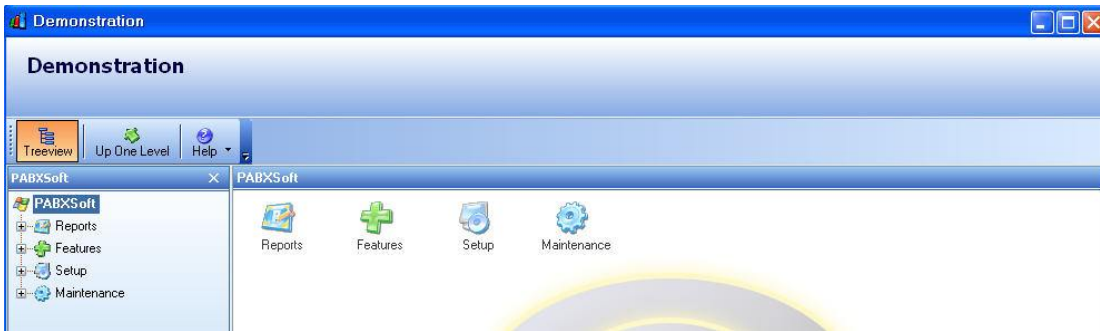 Demonstration
Demonstration
Treeview Up One Level Help
PABXSoft
PABXSoft
Reports
Features
Setup
Maintenance
PABXSoft
Reports Features Setup Maintenance